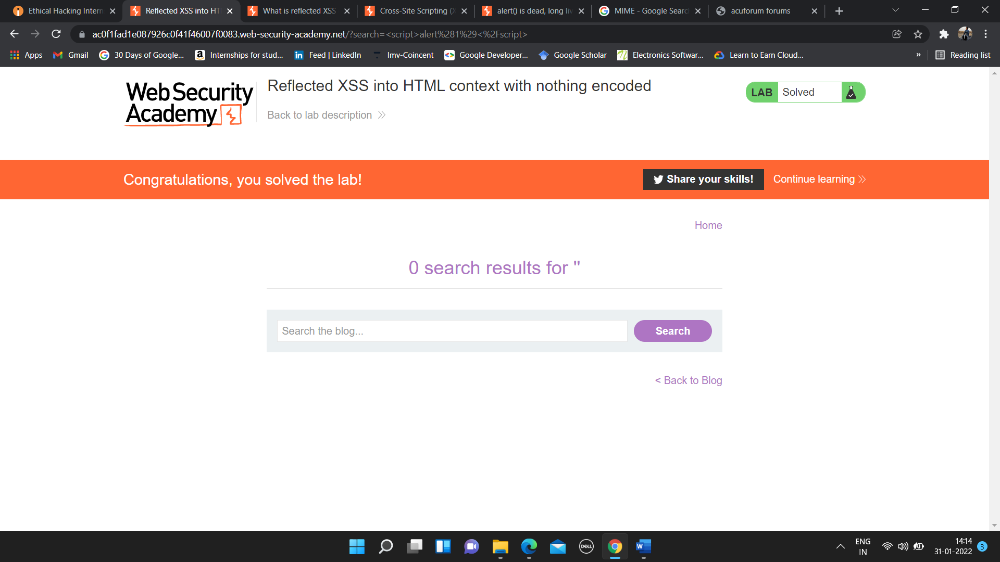 Ethical Hacking Intern
Reflected XSS into HT
What is reflected XSS
Cross-Site Scripting (X
alert() is dead, long liv
MIME - Google Search
acuforum forums
ac0f1fad1e087926c0f41f46007f0083.web-security-academy.net/?search=<script>alert%281%29<%2Fscript>
Apps
Gmail
30 Days of Google...
Internships for stud...
Feed | LinkedIn
Imv-Coincent
Google Developer...
Google Scholar
Electronics Softwar...
Learn to Earn Cloud...
»
Reading list
Web Security
Academy
Reflected XSS into HTML context with nothing encoded
Back to lab description
LAB
Solved
Congratulations, you solved the lab!
Share your skills!
Continue learning
Home
0 search results for ''
Search the blog...
Search
< Back to Blog
DELL
W
ENG
IN
14:14
31-01-2022
3